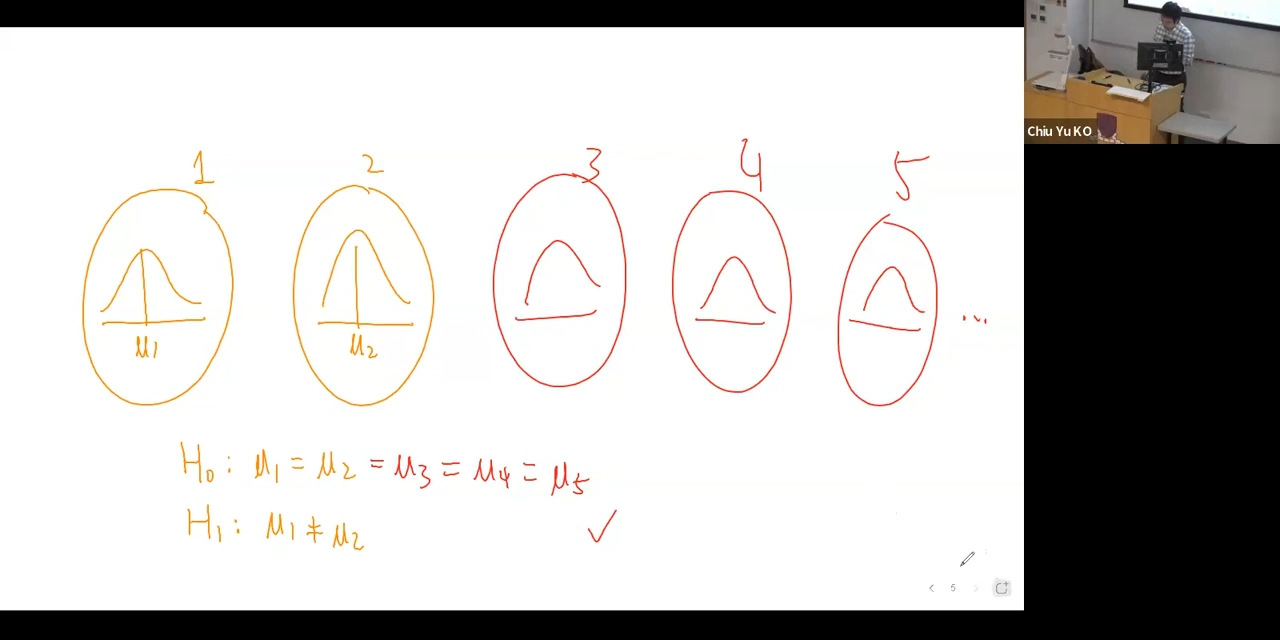 1 2 3 4 5
μ1 μ2
...
H0: μ1 = μ2 = μ3 = μ4 = μ5
H1: μ1 ≠ μ2 ✓
5
Chiu Yu KO